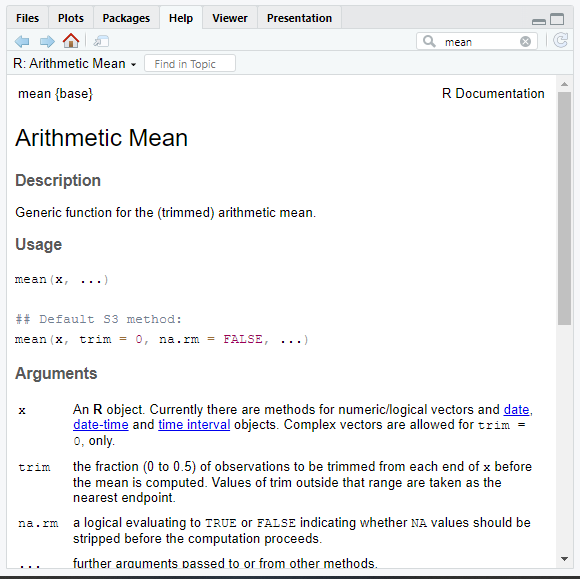 Files Plots Packages Help Viewer Presentation
mean
R: Arithmetic Mean Find in Topic
mean {base} R Documentation
Arithmetic Mean
Description
Generic function for the (trimmed) arithmetic mean.
Usage
mean(x, ...)
## Default S3 method:
mean(x, trim = 0, na.rm = FALSE, ...)
Arguments
x An R object. Currently there are methods for numeric/logical vectors and date,
date-time and time interval objects. Complex vectors are allowed for trim =
0, only.
trim the fraction (0 to 0.5) of observations to be trimmed from each end of x before
the mean is computed. Values of trim outside that range are taken as the
nearest endpoint.
na.rm a logical evaluating to TRUE or FALSE indicating whether NA values should be
stripped before the computation proceeds.
... further arguments passed to or from other methods.